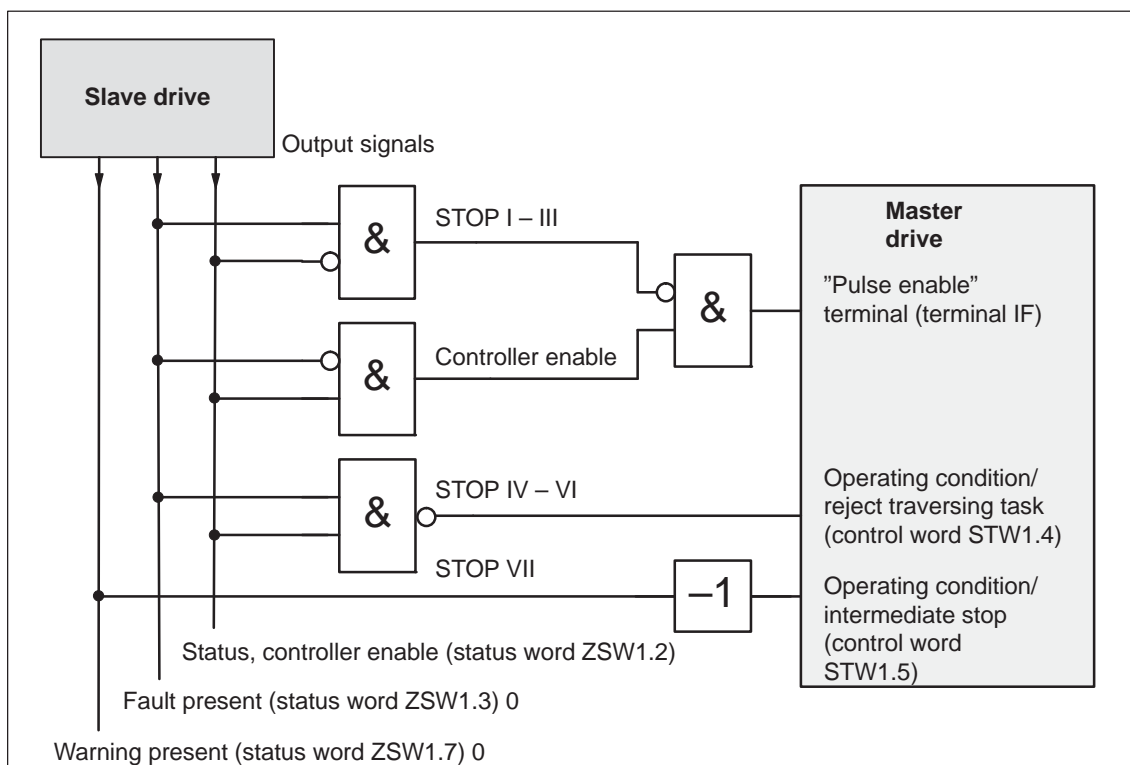 Slave drive
Output signals
&
STOP I – III
Master
drive
"Pulse enable"
terminal (terminal IF)
&
&
Controller enable
&
STOP IV – VI
Operating condition/
reject traversing task
(control word STW1.4)
STOP VII
–1
Operating condition/
intermediate stop
(control word
STW1.5)
Status, controller enable (status word ZSW1.2)
Fault present (status word ZSW1.3) 0
Warning present (status word ZSW1.7) 0